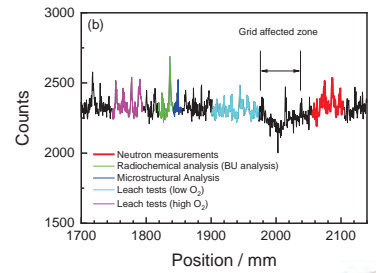 (b)
Grid affected zone
3000
2500
2000
1500
Counts
Neutron measurements
Radiochemical analysis (BU analysis)
Microstructural Analysis
Leach tests (low O₂)
Leach tests (high O₂)
1700 1800 1900 2000 2100
Position / mm